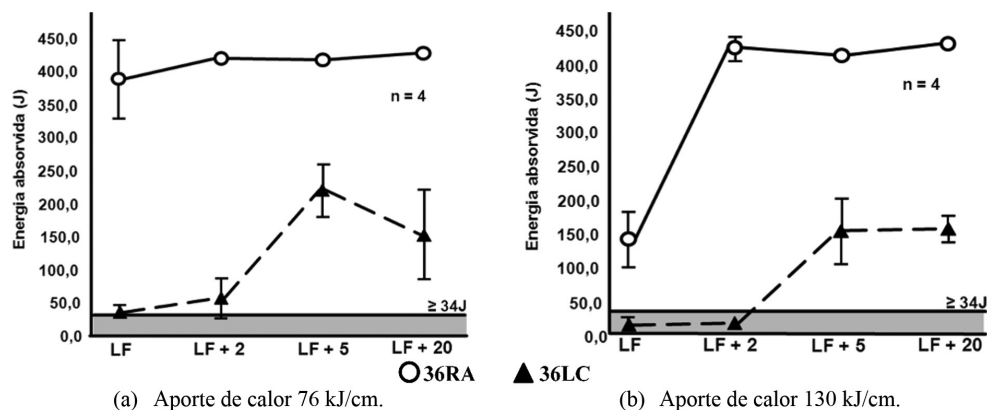 450,0
400,0
350,0
300,0
250,0
200,0
150,0
100,0
50,0
0,0
Energia absorvida (J)
n = 4
≥ 34J
LF LF + 2 LF + 5 LF + 20
450,0
400,0
350,0
300,0
250,0
200,0
150,0
100,0
50,0
0,0
Energia absorvida (J)
n = 4
≥ 34J
LF LF + 2 LF + 5 LF + 20
36RA 36LC
(a) Aporte de calor 76 kJ/cm.
(b) Aporte de calor 130 kJ/cm.